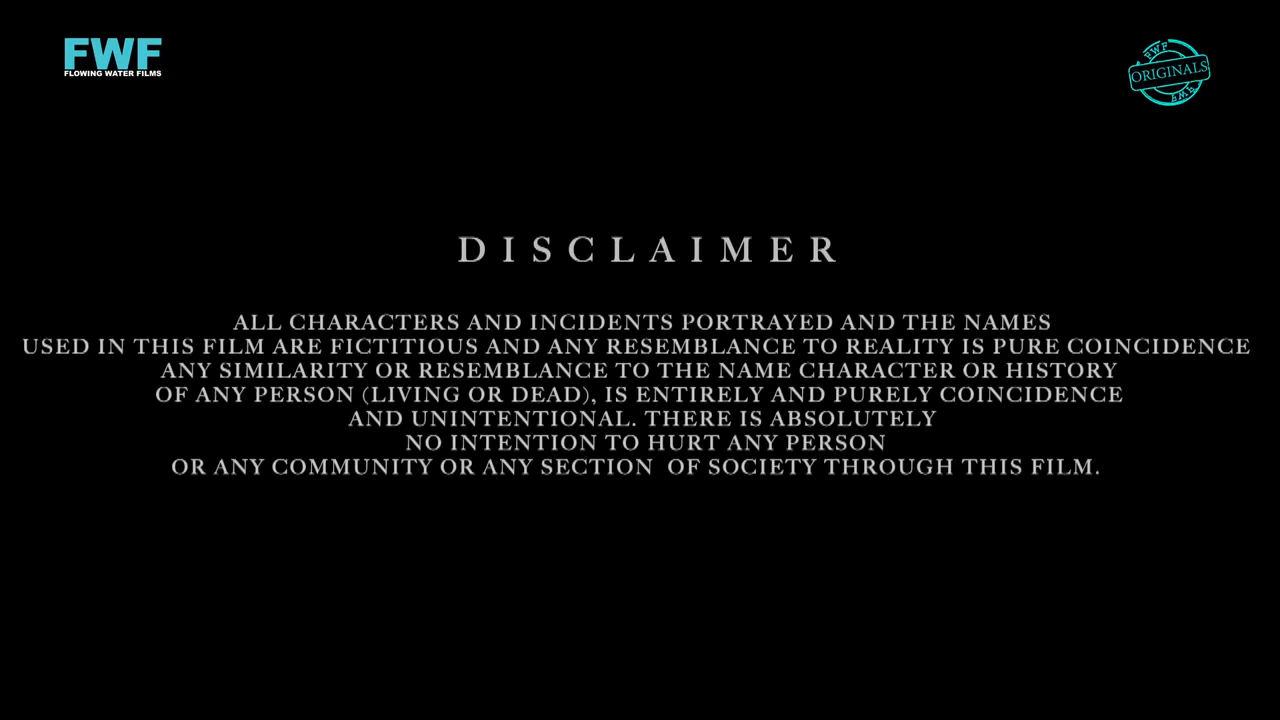 FWF
FLOWING WATER FILMS
FWF
ORIGINALS
FWF
D I S C L A I M E R
ALL CHARACTERS AND INCIDENTS PORTRAYED AND THE NAMES
USED IN THIS FILM ARE FICTITIOUS AND ANY RESEMBLANCE TO REALITY IS PURE COINCIDENCE
ANY SIMILARITY OR RESEMBLANCE TO THE NAME CHARACTER OR HISTORY
OF ANY PERSON (LIVING OR DEAD), IS ENTIRELY AND PURELY COINCIDENCE
AND UNINTENTIONAL. THERE IS ABSOLUTELY
NO INTENTION TO HURT ANY PERSON
OR ANY COMMUNITY OR ANY SECTION  OF SOCIETY THROUGH THIS FILM.